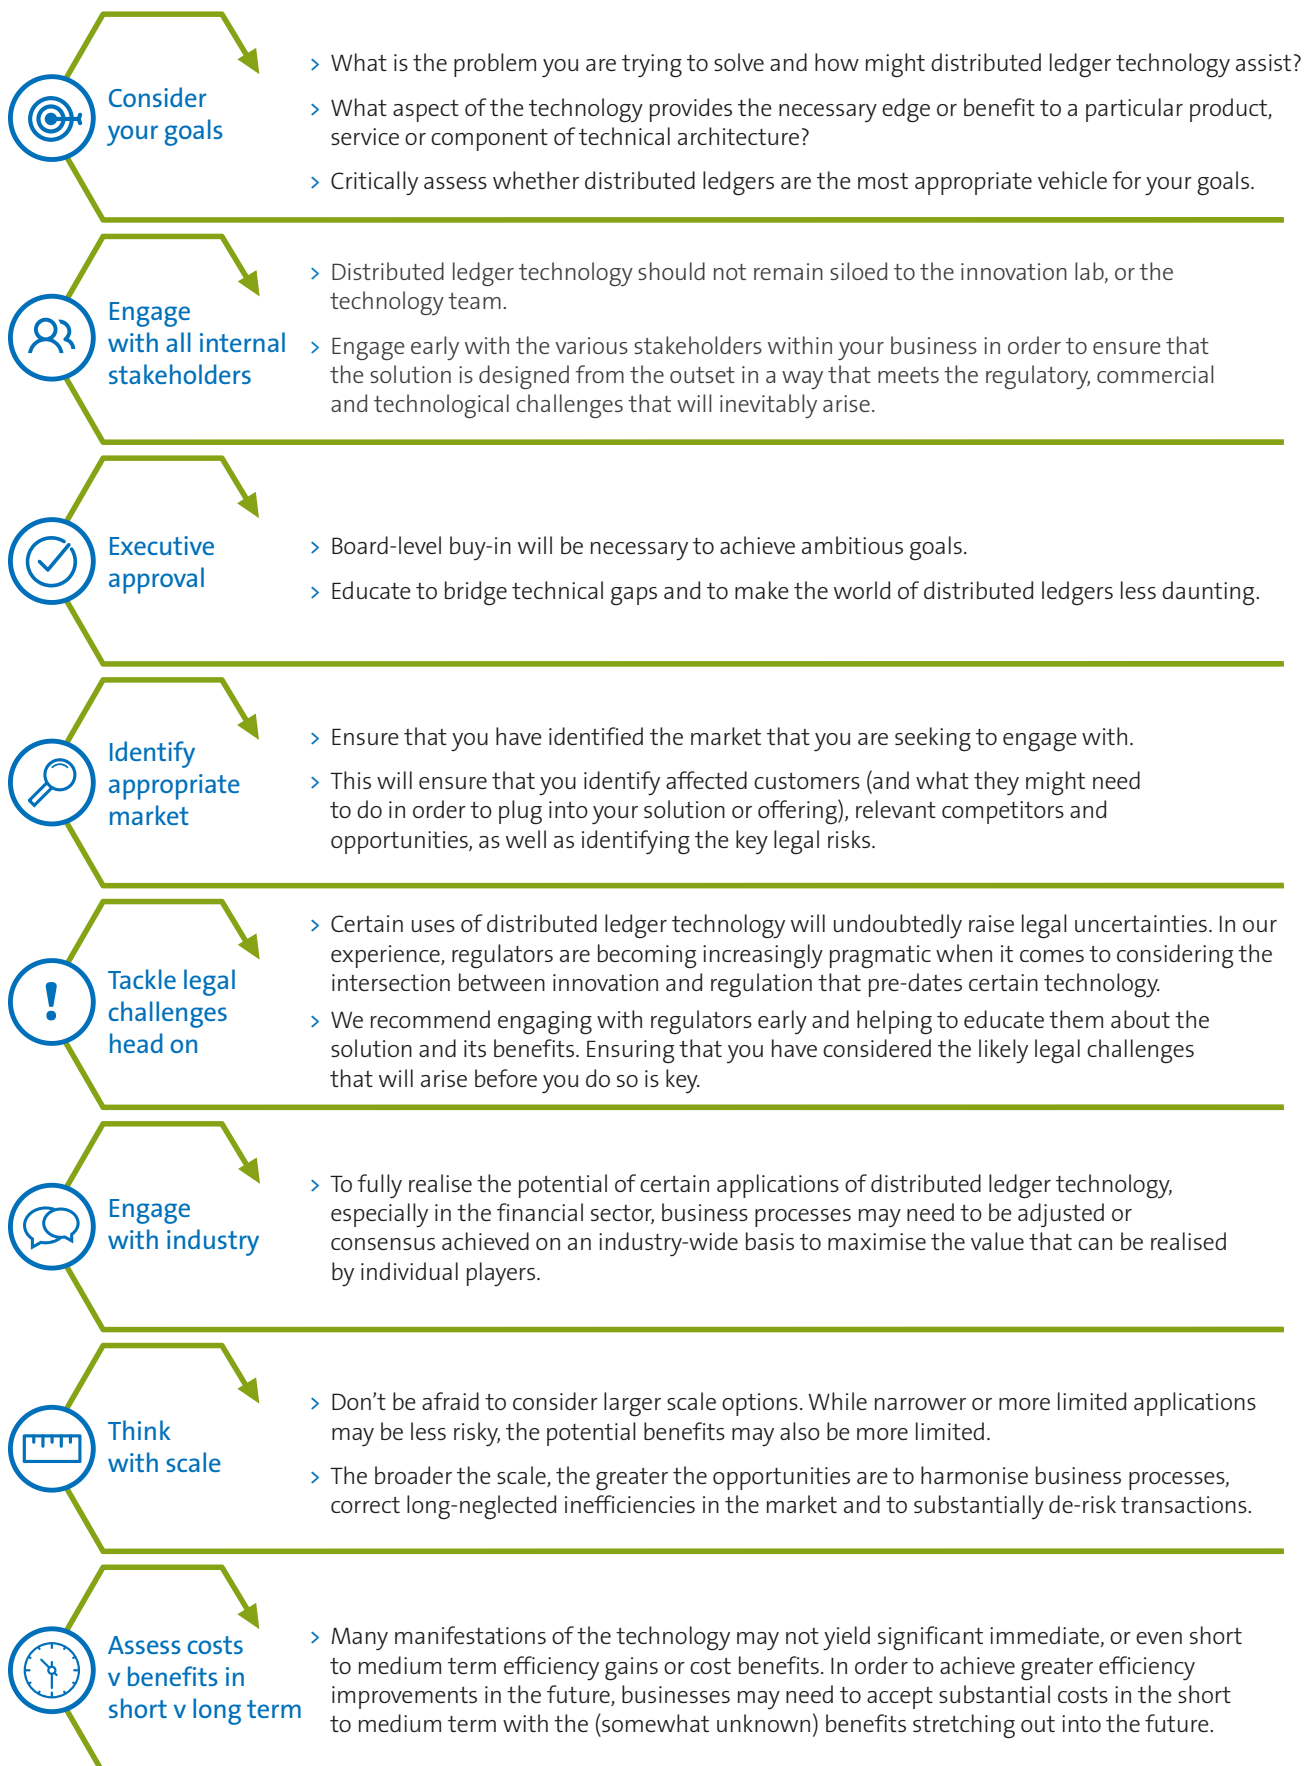 Consider
your goals
> What is the problem you are trying to solve and how might distributed ledger technology assist?
> What aspect of the technology provides the necessary edge or benefit to a particular product,
service or component of technical architecture?
> Critically assess whether distributed ledgers are the most appropriate vehicle for your goals.
Engage
with all internal
stakeholders
> Distributed ledger technology should not remain siloed to the innovation lab, or the
technology team.
> Engage early with the various stakeholders within your business in order to ensure that
the solution is designed from the outset in a way that meets the regulatory, commercial
and technological challenges that will inevitably arise.
Executive
approval
> Board-level buy-in will be necessary to achieve ambitious goals.
> Educate to bridge technical gaps and to make the world of distributed ledgers less daunting.
Identify
appropriate
market
> Ensure that you have identified the market that you are seeking to engage with.
> This will ensure that you identify affected customers (and what they might need
to do in order to plug into your solution or offering), relevant competitors and
opportunities, as well as identifying the key legal risks.
!
Tackle legal
challenges
head on
> Certain uses of distributed ledger technology will undoubtedly raise legal uncertainties. In our
experience, regulators are becoming increasingly pragmatic when it comes to considering the
intersection between innovation and regulation that pre-dates certain technology.
> We recommend engaging with regulators early and helping to educate them about the
solution and its benefits. Ensuring that you have considered the likely legal challenges
that will arise before you do so is key.
Engage
with industry
> To fully realise the potential of certain applications of distributed ledger technology,
especially in the financial sector, business processes may need to be adjusted or
consensus achieved on an industry-wide basis to maximise the value that can be realised
by individual players.
Think
with scale
> Don't be afraid to consider larger scale options. While narrower or more limited applications
may be less risky, the potential benefits may also be more limited.
> The broader the scale, the greater the opportunities are to harmonise business processes,
correct long-neglected inefficiencies in the market and to substantially de-risk transactions.
Assess costs
v benefits in
short v long term
> Many manifestations of the technology may not yield significant immediate, or even short
to medium term efficiency gains or cost benefits. In order to achieve greater efficiency
improvements in the future, businesses may need to accept substantial costs in the short
to medium term with the (somewhat unknown) benefits stretching out into the future.